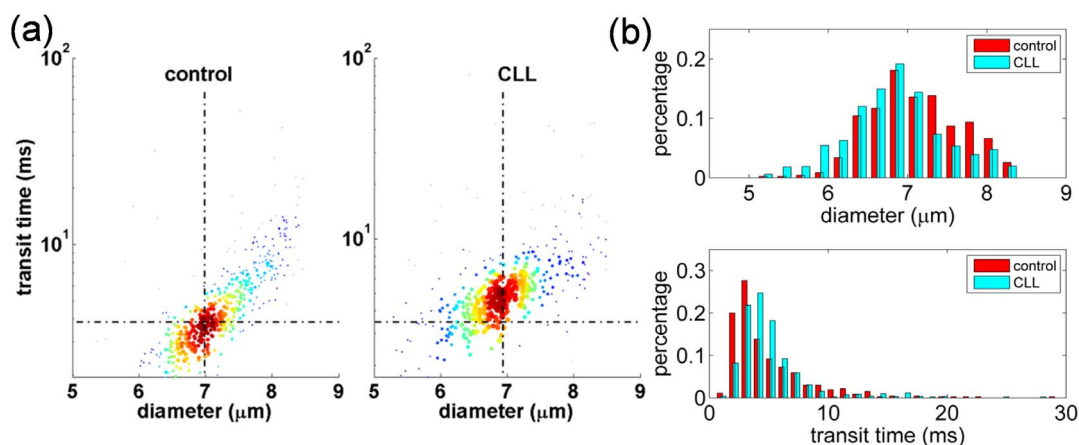 (a)
10²
control
transit time (ms)
10¹
5 6 7 8 9
diameter (μm)
10²
CLL
10¹
5 6 7 8 9
diameter (μm)
(b)
control
CLL
0.2
0.1
0
percentage
5 6 7 8 9
diameter (μm)
control
CLL
0.3
0.2
0.1
0
percentage
0 10 20 30
transit time (ms)